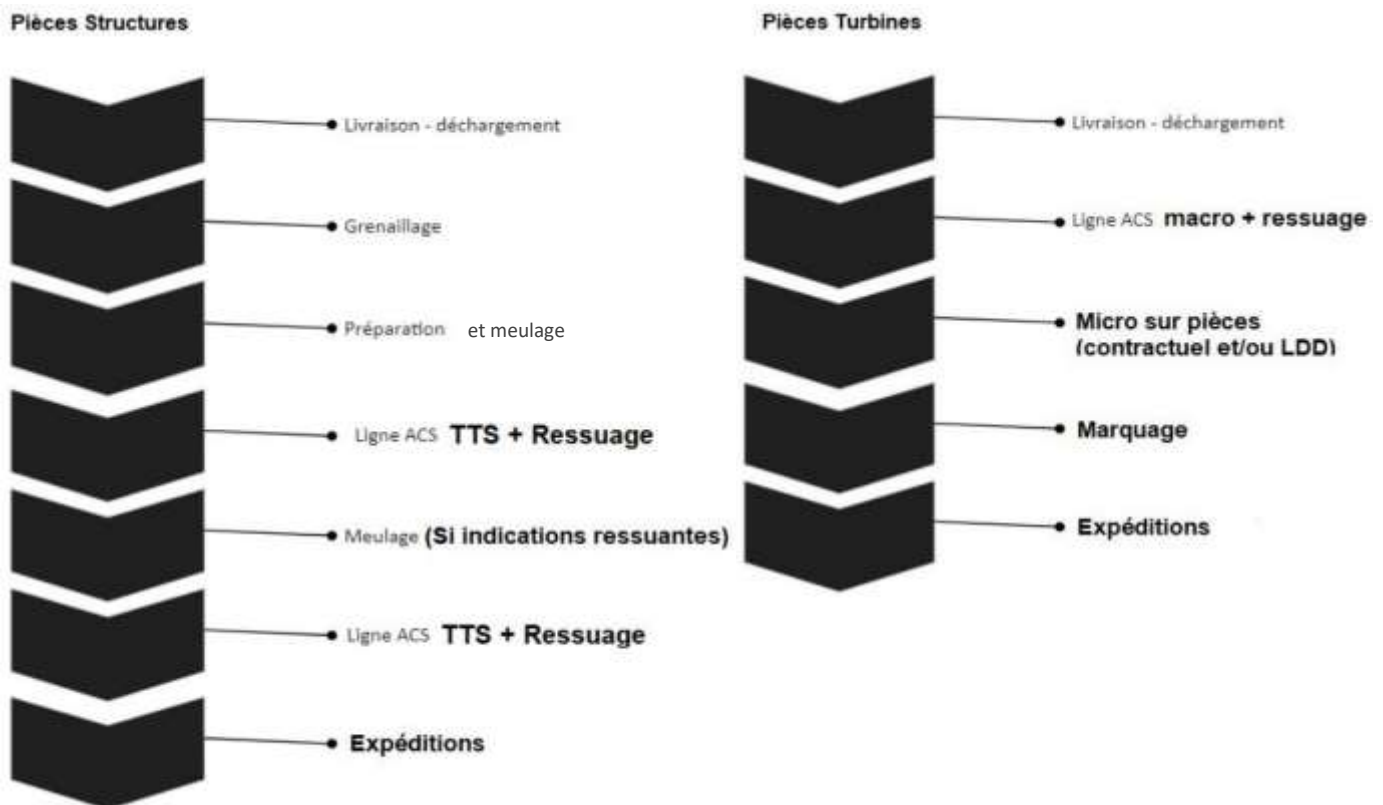 Pièces Structures
Livraison - déchargement
Grenaillage
Préparation et meulage
Ligne ACS TTS + Ressuage
Meulage (Si indications ressuantes)
Ligne ACS TTS + Ressuage
Expéditions
Pièces Turbines
Livraison - déchargement
Ligne ACS macro + ressuage
Micro sur pièces
(contractuel et/ou LDD)
Marquage
Expéditions